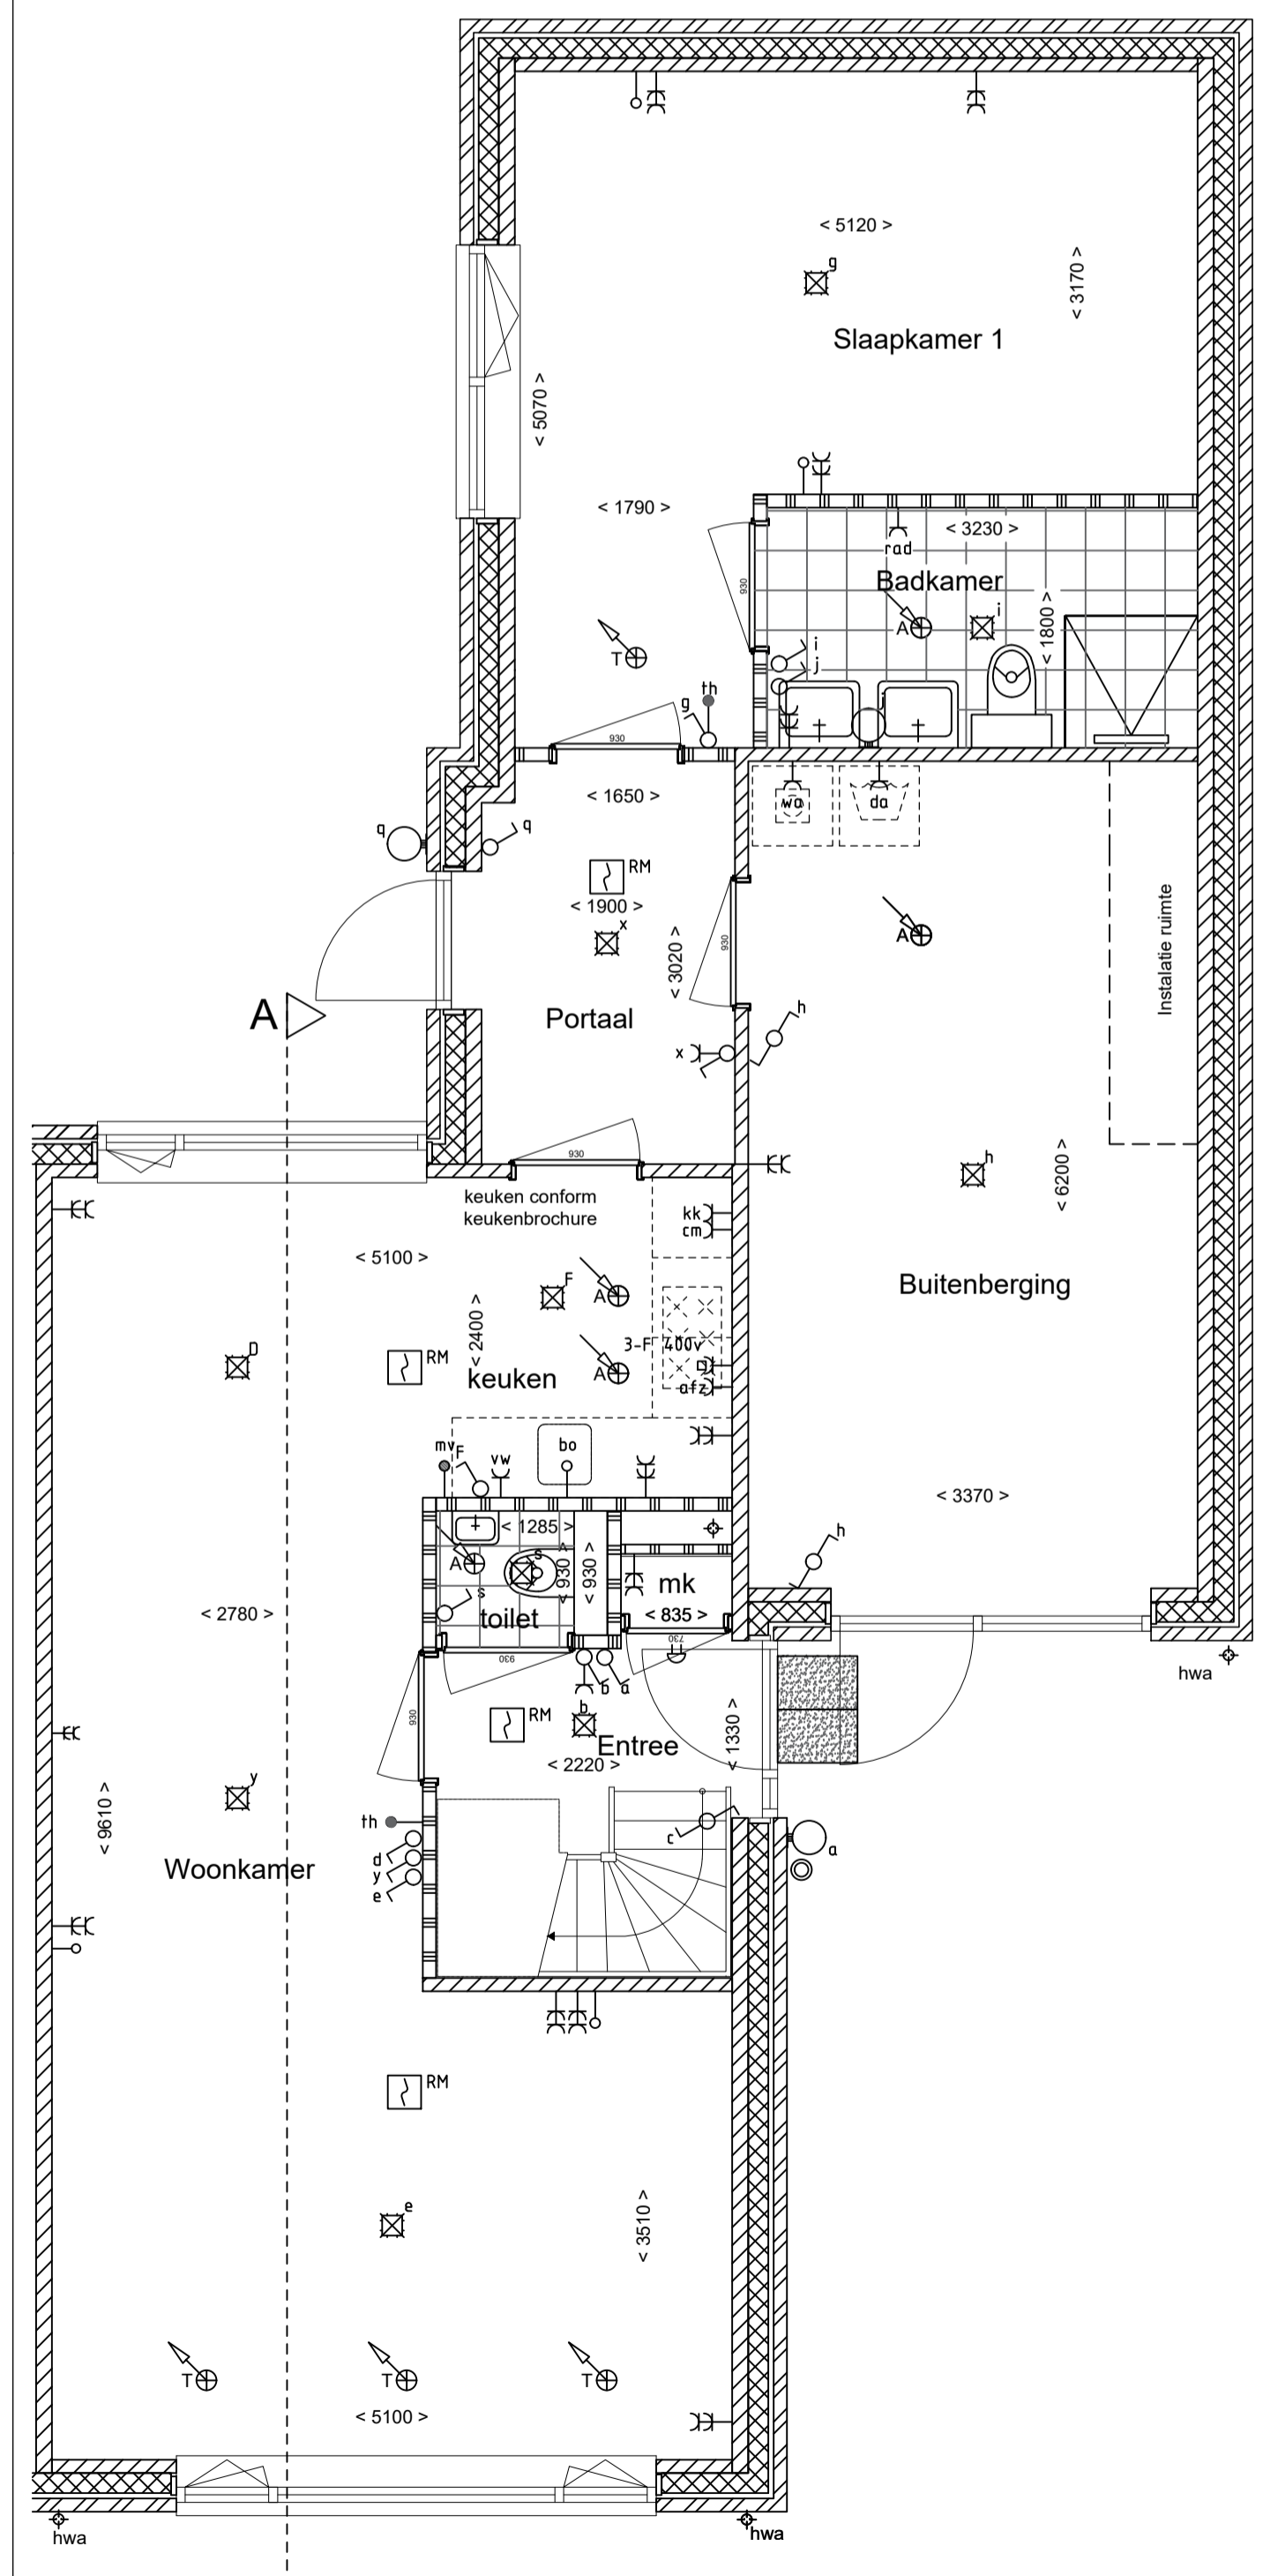 < 5120 >
g
< 3170 >
Slaapkamer 1
< 5070 >
< 1790 >
< 3230 >
rad
Badkamer
930
A
i
< 1800 >
i
j
T
th
g
j
930
< 1650 >
wa
da
q
q
RM
< 1900 >
x
930
A
Instalatie ruimte
< 3020 >
A
Portaal
h
x
930
h
< 6200 >
keuken conform
keukenbrochure
kk
cm
< 5100 >
F
A
Buitenberging
< 2400 >
3-F 400v
D
RM
A
keuken
afz
mv
F
vw
bo
< 3370 >
< 1285 >
h
A
s
< 930 >
< 930 >
mk
s
toilet
< 835 >
< 2780 >
730
930
hwa
b
a
930
RM
b
Entree
< 1330 >
< 2220 >
y
< 9610 >
th
c
d
y
e
a
Woonkamer
RM
e
< 3510 >
T
T
T
< 5100 >
hwa
hwa